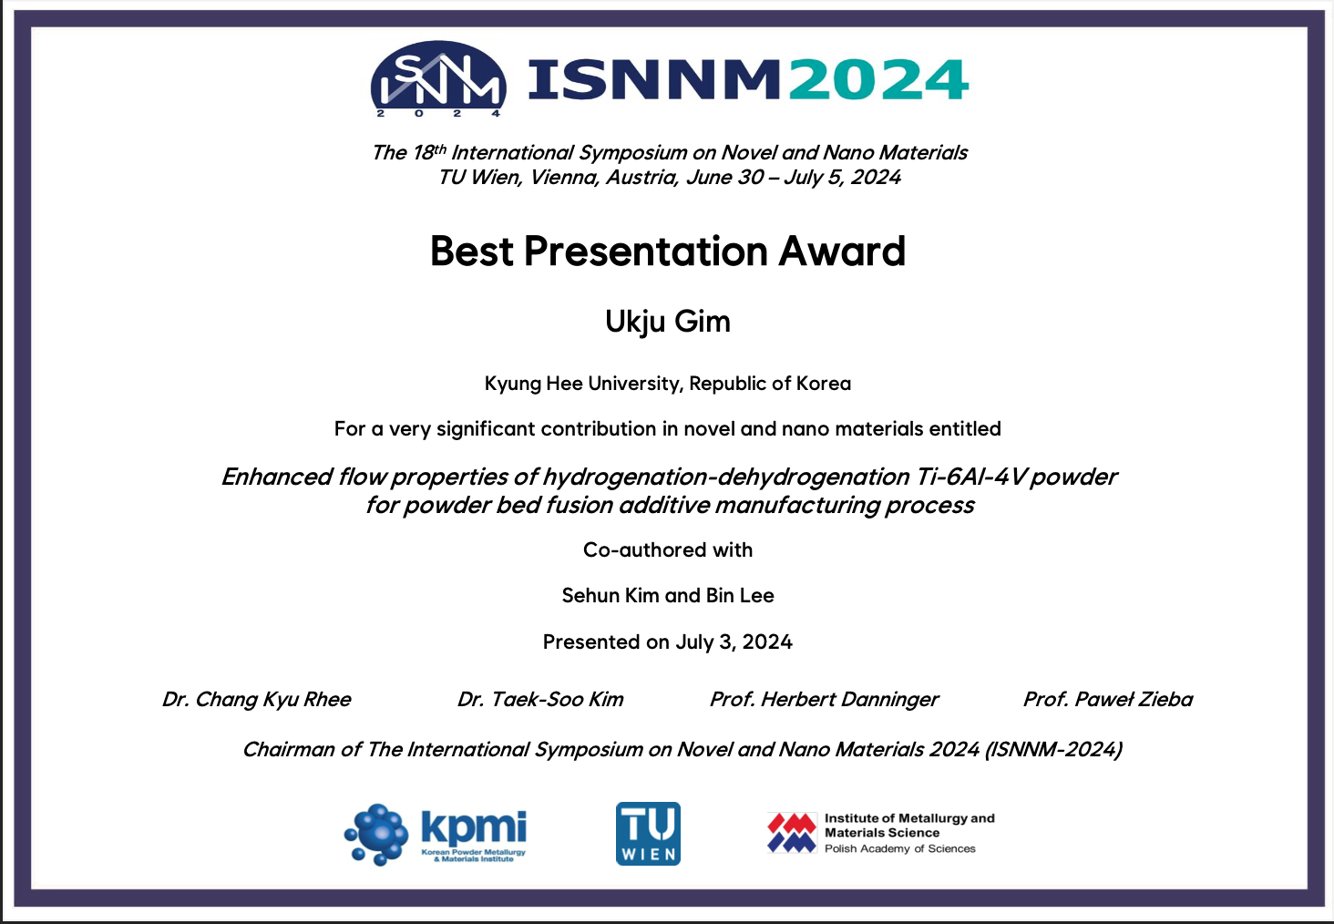 ISNNM
2024
ISNNM2024
The 18th International Symposium on Novel and Nano Materials
TU Wien, Vienna, Austria, June 30 – July 5, 2024
Best Presentation Award
Ukju Gim
Kyung Hee University, Republic of Korea
For a very significant contribution in novel and nano materials entitled
Enhanced flow properties of hydrogenation-dehydrogenation Ti-6Al-4V powder
for powder bed fusion additive manufacturing process
Co-authored with
Sehun Kim and Bin Lee
Presented on July 3, 2024
Dr. Chang Kyu Rhee Dr. Taek-Soo Kim Prof. Herbert Danninger Prof. Paweł Zieba
Chairman of The International Symposium on Novel and Nano Materials 2024 (ISNNM-2024)
kpmi
Korean Powder Metallurgy
& Materials Institute
TU
WIEN
Institute of Metallurgy and
Materials Science
Polish Academy of Sciences